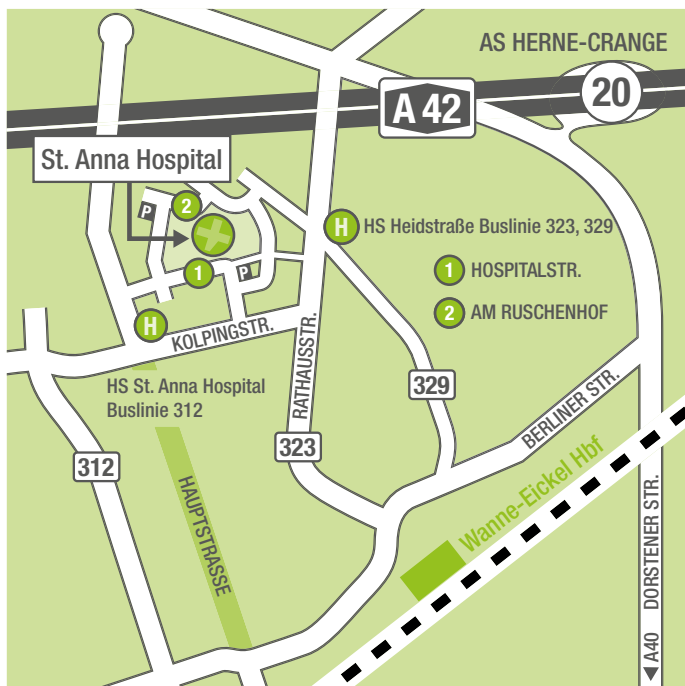 AS HERNE-CRANGE
20
A 42
St. Anna Hospital
P
2
H
HS Heidstraße Buslinie 323, 329
1
P
1 HOSPITALSTR.
2 AM RUSCHENHOF
H
KOLPINGSTR.
RATHAUSSTR.
HS St. Anna Hospital
Buslinie 312
329
BERLINER STR.
323
312
HAUPTSTRASSE
Wanne-Eickel Hbf
DORSTENER STR.
A40